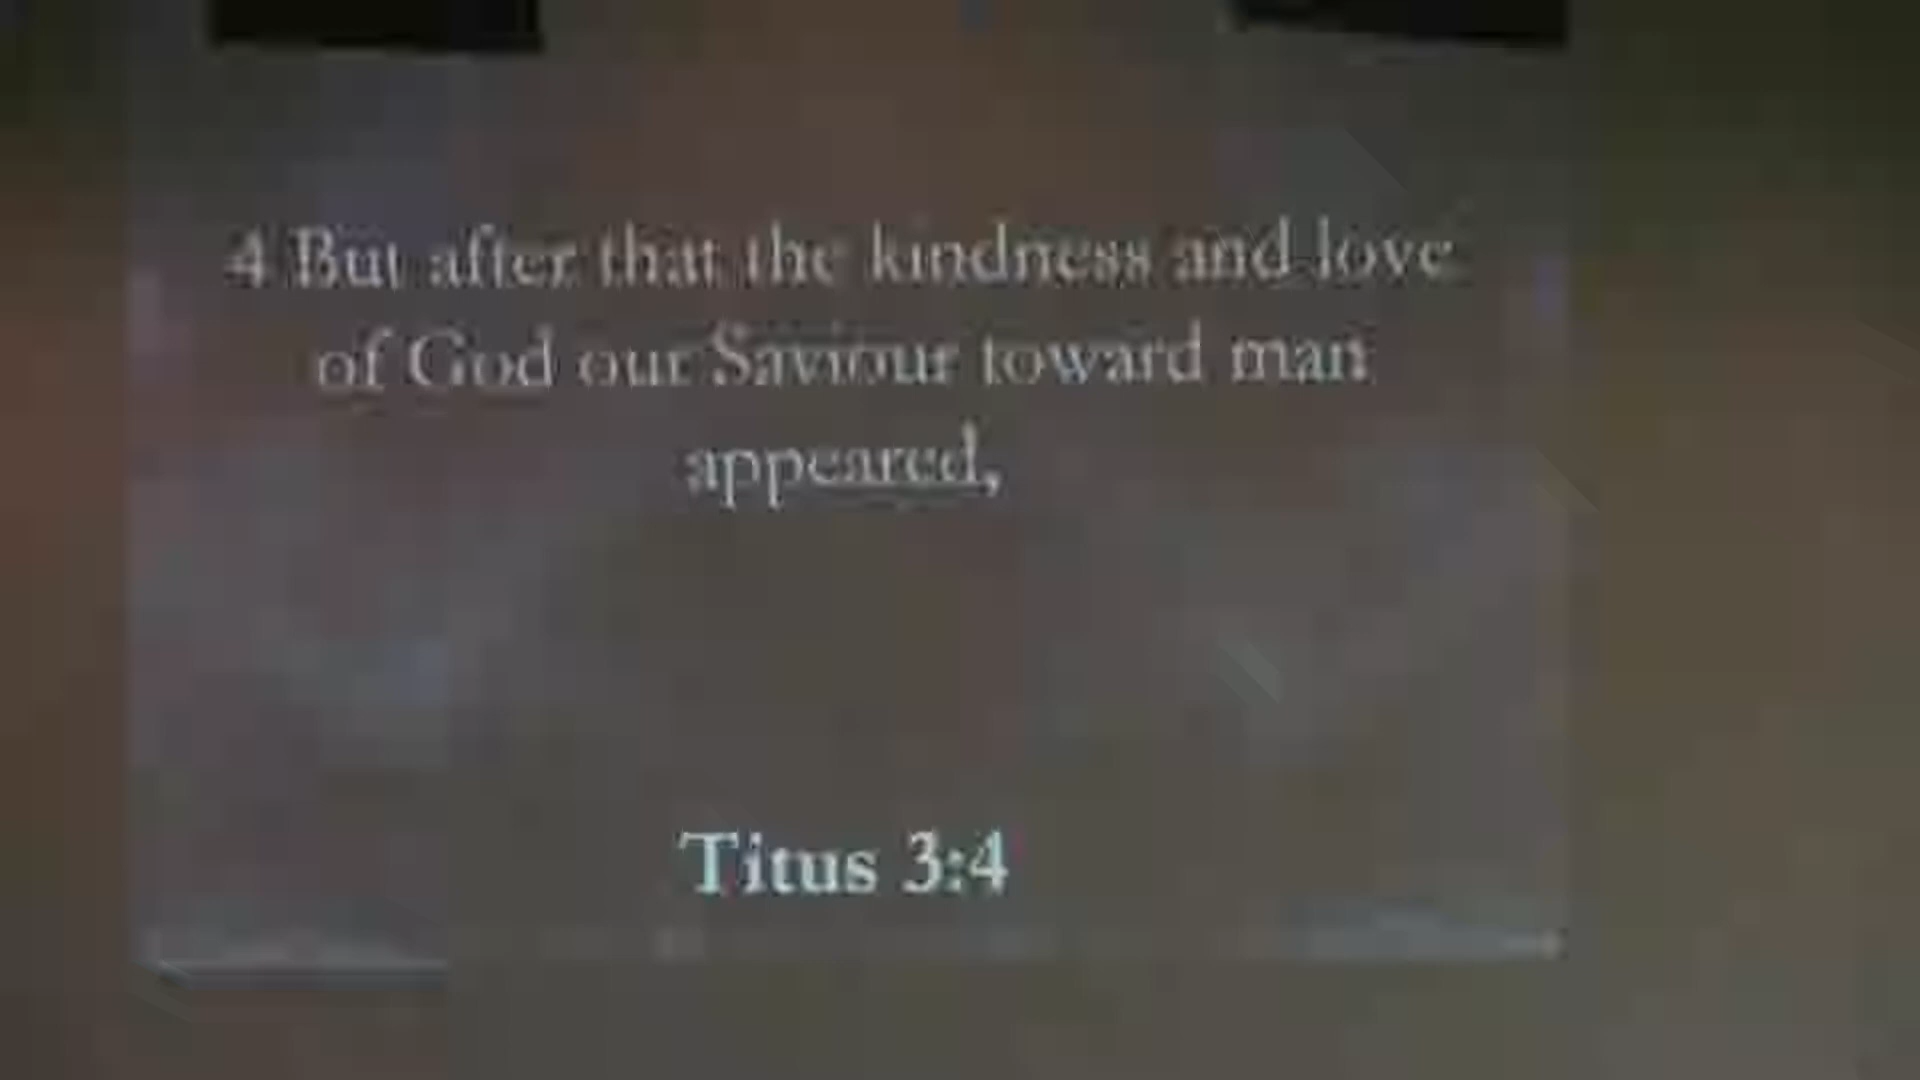 4 But after that the kindness and love
of God our Saviour toward man
appeared,
Titus 3:4